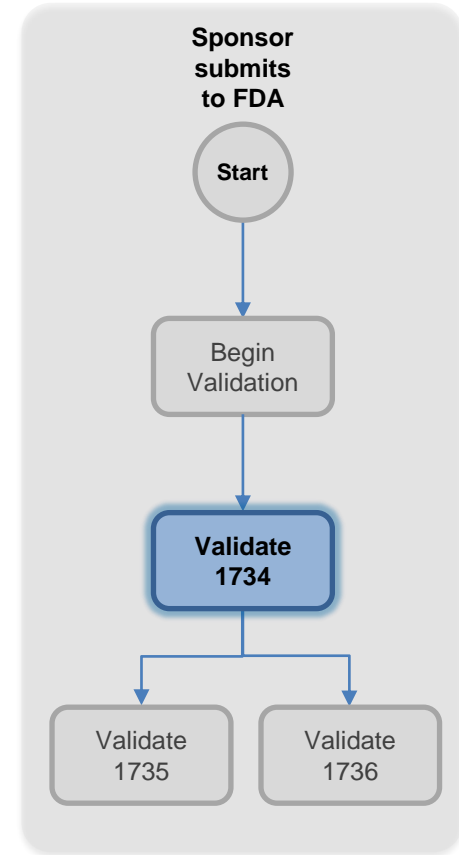 Sponsor
submits
to FDA
Start
Begin
Validation
Validate
1734
Validate
1735
Validate
1736